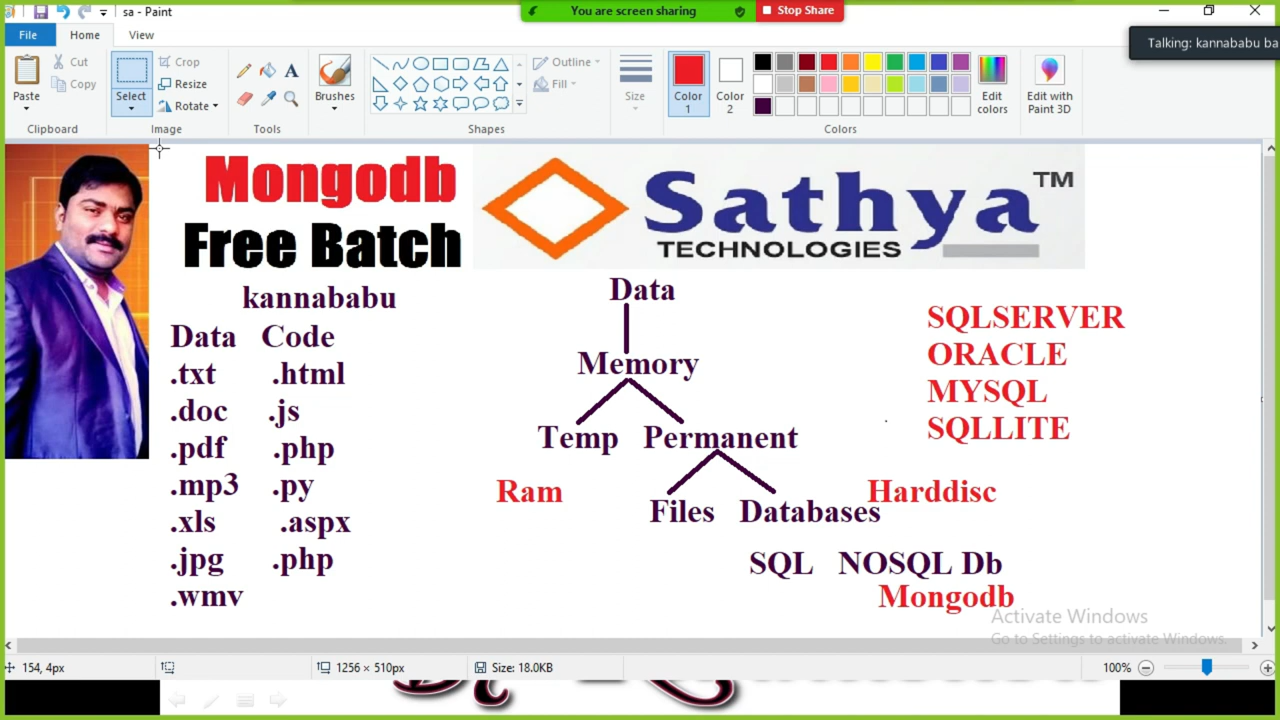 sa - Paint
You are screen sharing
Stop Share
File Home View
Talking: kannababu ba
Paste
Cut
Copy
Clipboard
Select
Crop
Resize
Rotate
Image
Tools
Brushes
Shapes
Outline
Fill
Size
Color 1
Color 2
Colors
Edit colors
Edit with Paint 3D
Mongodb
Free Batch
Sathya TM
TECHNOLOGIES
kannababu
Data Code
.txt .html
.doc .js
.pdf .php
.mp3 .py
.xls .aspx
.jpg .php
.wmv
Data
Memory
Temp Permanent
Ram
Files Databases
Harddisc
SQL NOSQL Db
Mongodb
SQLSERVER
ORACLE
MYSQL
SQLLITE
Activate Windows
Go to Settings to activate Windows.
154, 4px
1256 × 510px
Size: 18.0KB
100%